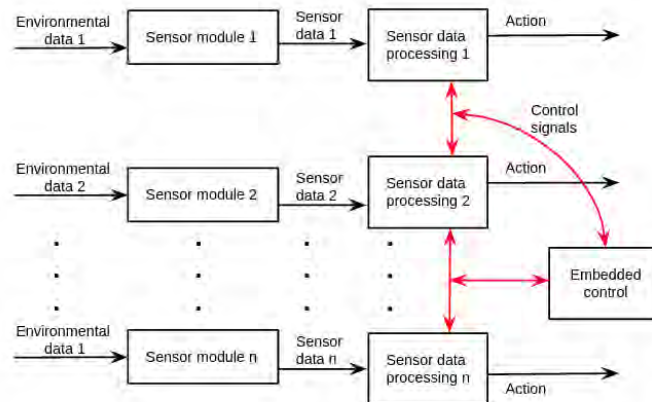 Environmental
data 1
Sensor module 1
Sensor
data 1
Sensor data
processing 1
Action
Control
signals
Environmental
data 2
Sensor module 2
Sensor
data 2
Sensor data
processing 2
Action
Embedded
control
Environmental
data 1
Sensor module n
Sensor
data n
Sensor data
processing n
Action